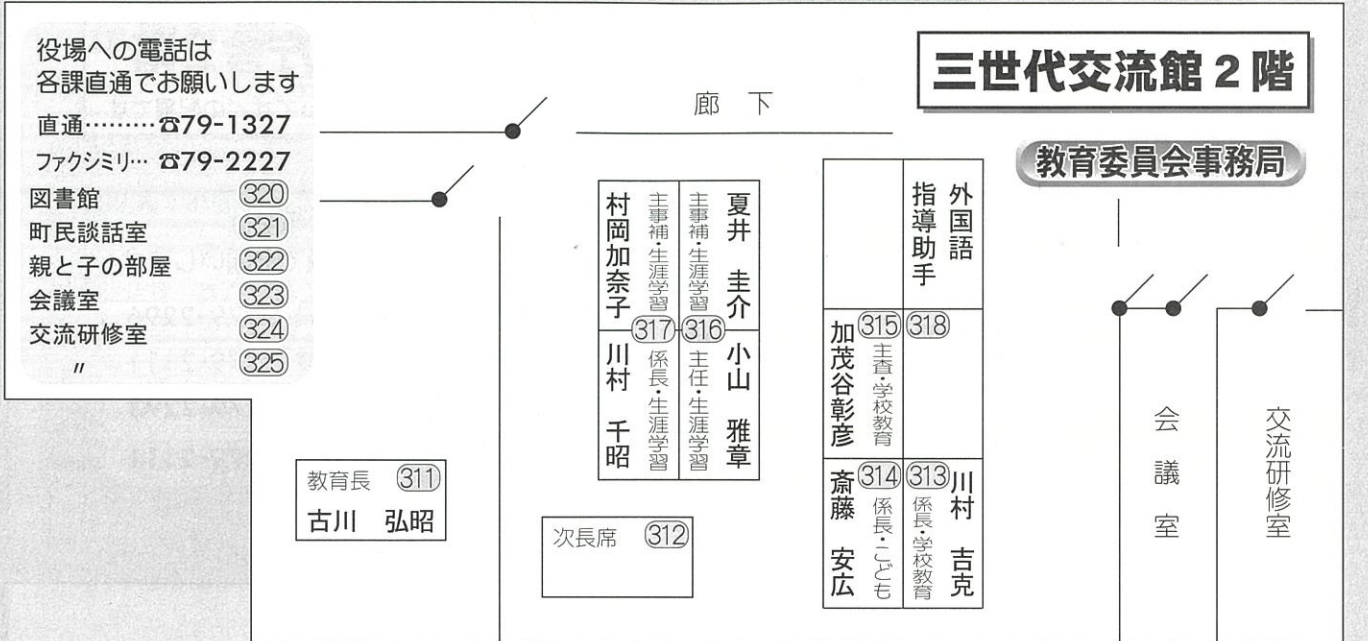 役場への電話は
各課直通でお願いします
直通………☎79-1327
ファクシミリ…☎79-2227
図書館 320
町民談話室 321
親と子の部屋 322
会議室 323
交流研修室 324
〃 325
三世代交流館2階
廊下
教育委員会事務局
夏井 圭介
主事補・生涯学習
主事補・生涯学習
村岡加奈子
317
316
小山 雅章
主任・生涯学習
係長・生涯学習
川村 千昭
外国語
指導助手
315
318
主査・学校教育
加茂谷彰彦
314
313
川村 吉克
係長・学校教育
係長・こども
斎藤 安広
教育長 311
古川 弘昭
次長席 312
会議室
交流研修室